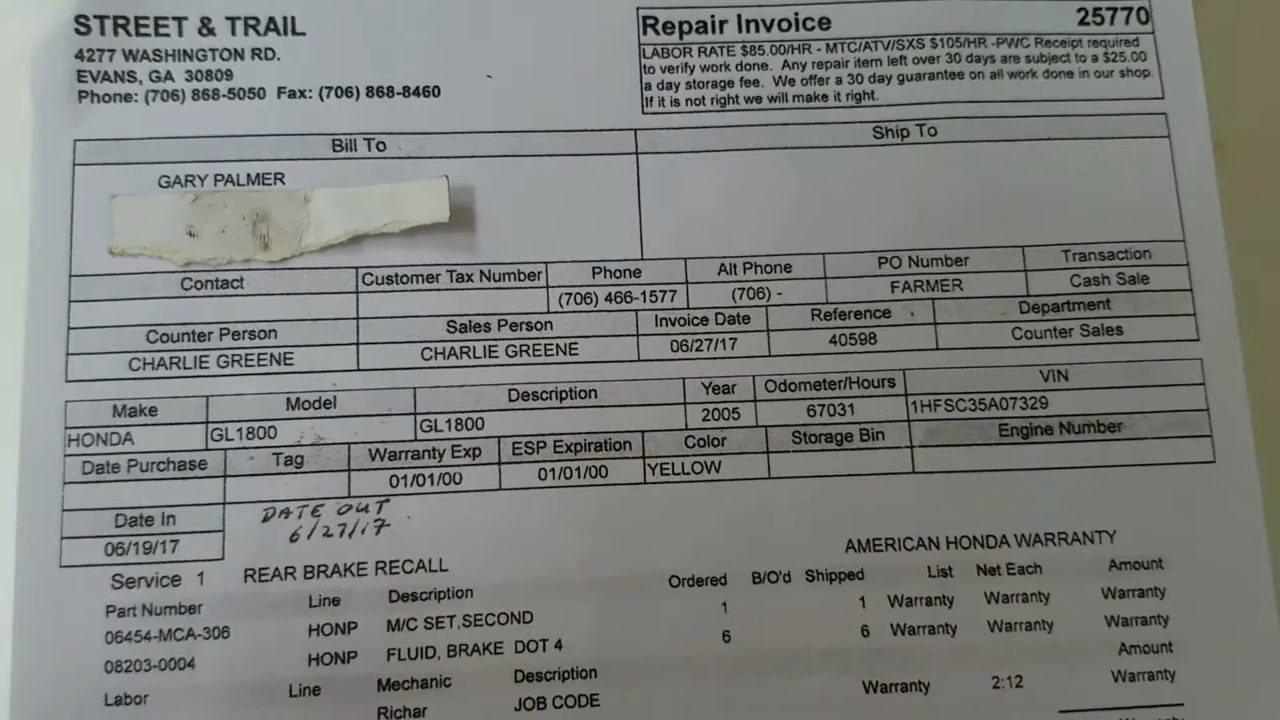 STREET & TRAIL
4277 WASHINGTON RD.
EVANS, GA 30809
Phone: (706) 868-5050 Fax: (706) 868-8460
Repair Invoice 25770
LABOR RATE $85.00/HR - MTC/ATV/SXS $105/HR -PWC Receipt required
to verify work done. Any repair item left over 30 days are subject to a $25.00
a day storage fee. We offer a 30 day guarantee on all work done in our shop.
If it is not right we will make it right.
Bill To Ship To
GARY PALMER
Contact Customer Tax Number Phone Alt Phone PO Number Transaction
(706) 466-1577 (706) - FARMER Cash Sale
Counter Person Sales Person Invoice Date Reference Department
CHARLIE GREENE CHARLIE GREENE 06/27/17 40598 Counter Sales
Make Model Description Year Odometer/Hours VIN
HONDA GL1800 GL1800 2005 67031 1HFSC35A07329
Date Purchase Tag Warranty Exp ESP Expiration Color Storage Bin Engine Number
01/01/00 01/01/00 YELLOW
Date In DATE OUT
06/19/17 6/27/17
Service 1 REAR BRAKE RECALL AMERICAN HONDA WARRANTY
Part Number Line Description Ordered B/O'd Shipped List Net Each Amount
06454-MCA-306 HONP M/C SET,SECOND 1 1 Warranty Warranty Warranty
08203-0004 HONP FLUID, BRAKE DOT 4 6 6 Warranty Warranty Warranty
Labor Line Mechanic Description Amount
Richar JOB CODE Warranty 2:12 Warranty